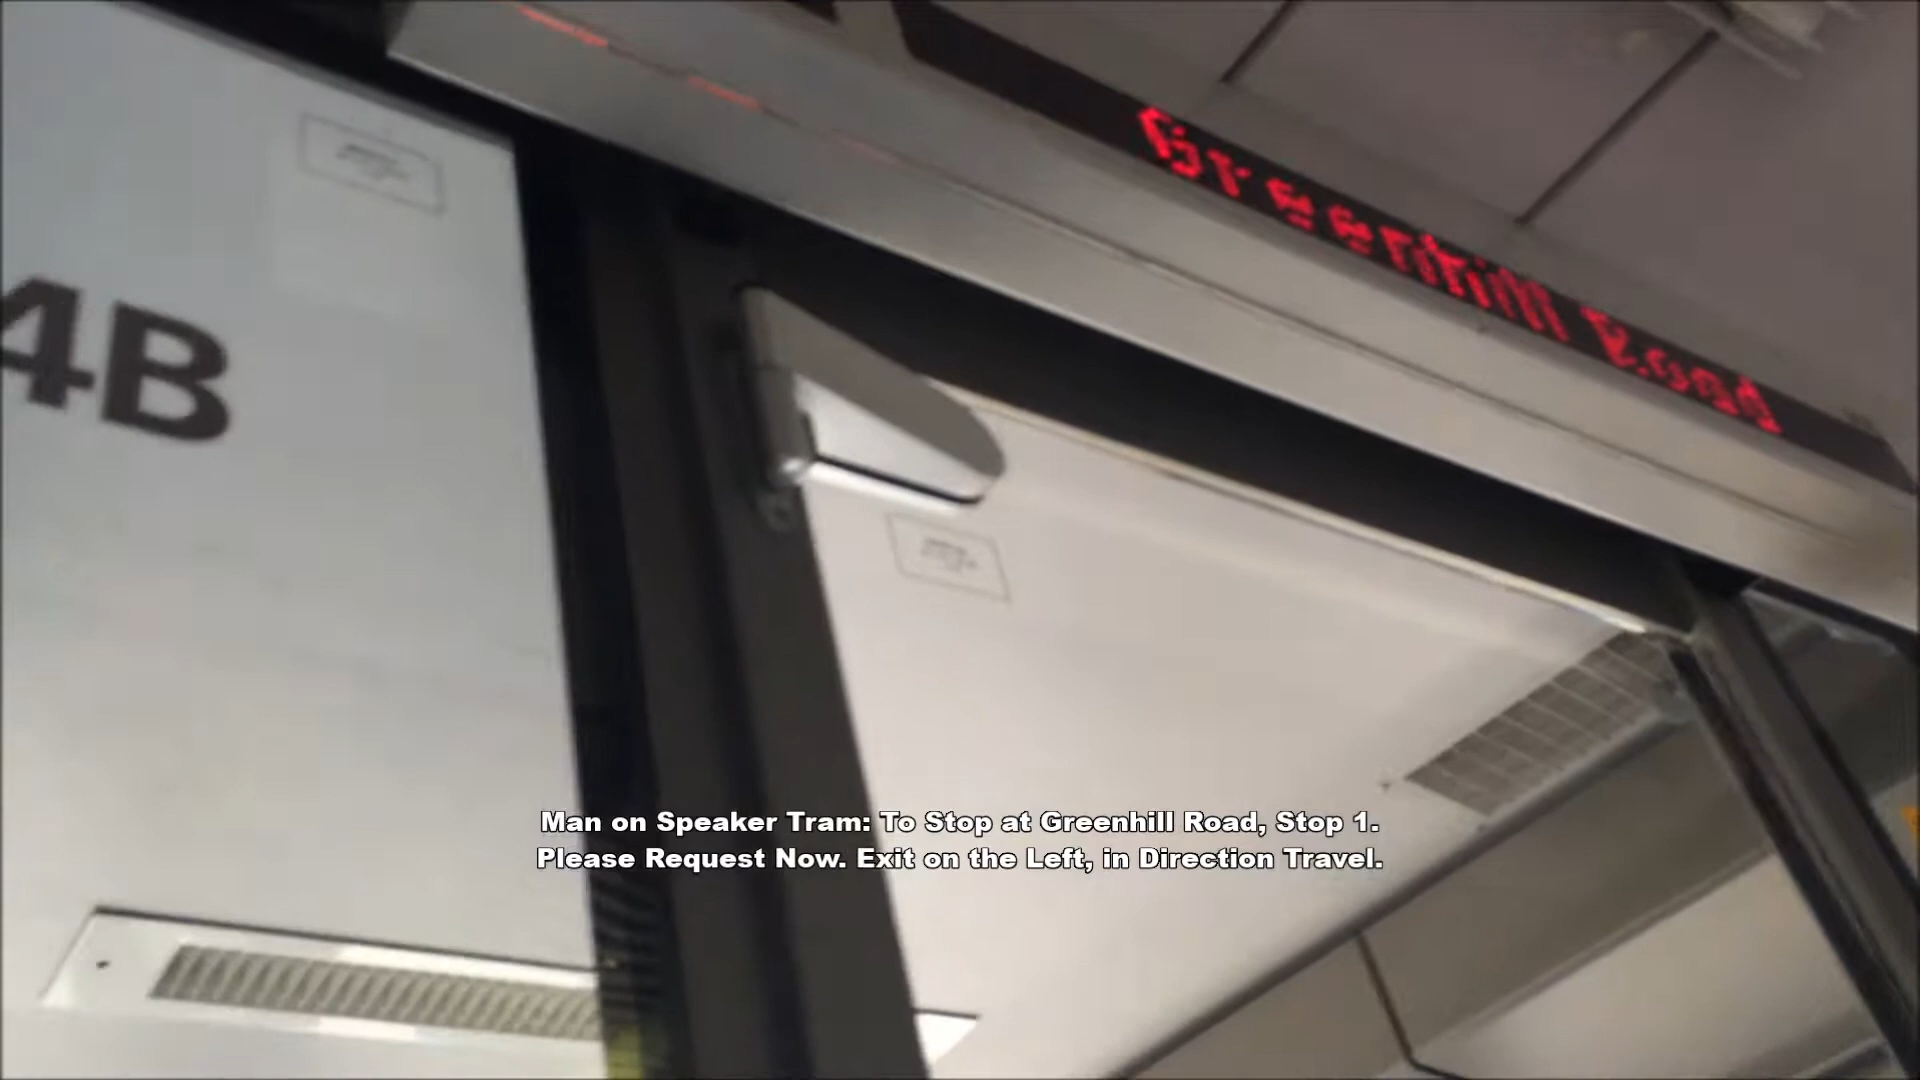 Greenhill Road
4B
Man on Speaker Tram: To Stop at Greenhill Road, Stop 1.
Please Request Now. Exit on the Left, in Direction Travel.